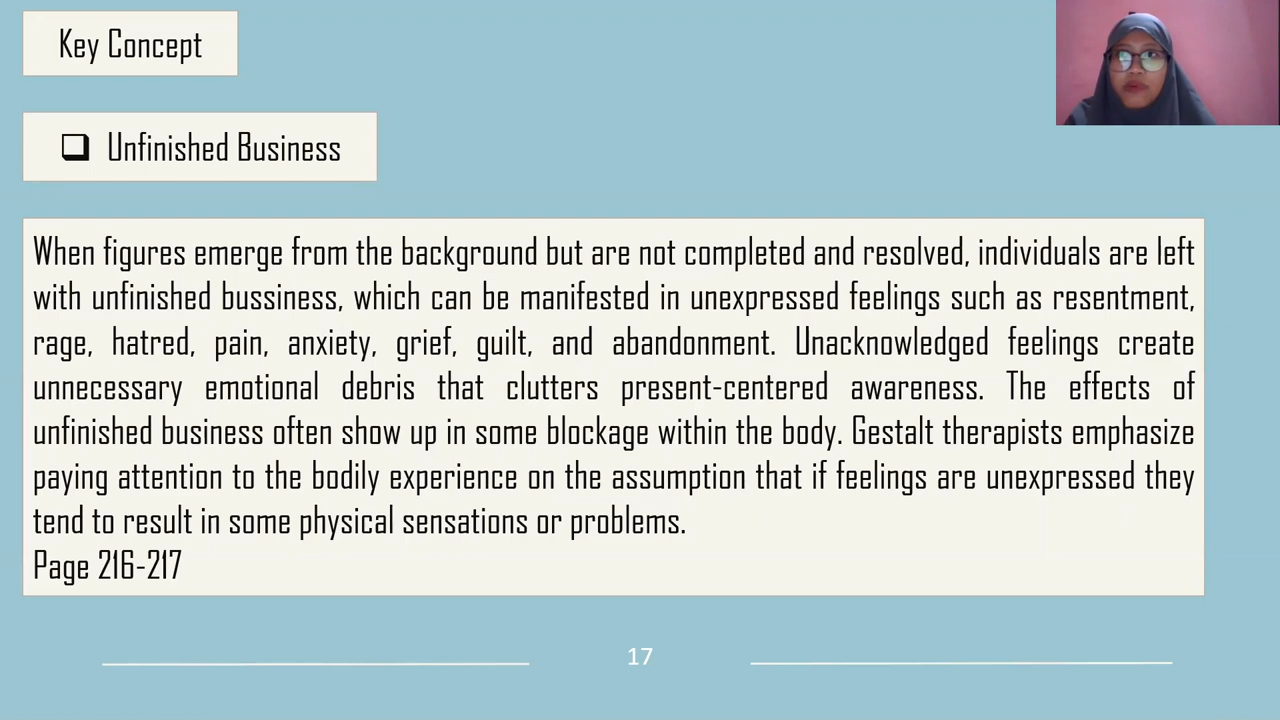 Key Concept
❑ Unfinished Business
When figures emerge from the background but are not completed and resolved, individuals are left
with unfinished bussiness, which can be manifested in unexpressed feelings such as resentment,
rage, hatred, pain, anxiety, grief, guilt, and abandonment. Unacknowledged feelings create
unnecessary emotional debris that clutters present-centered awareness. The effects of
unfinished business often show up in some blockage within the body. Gestalt therapists emphasize
paying attention to the bodily experience on the assumption that if feelings are unexpressed they
tend to result in some physical sensations or problems.
Page 216-217
17